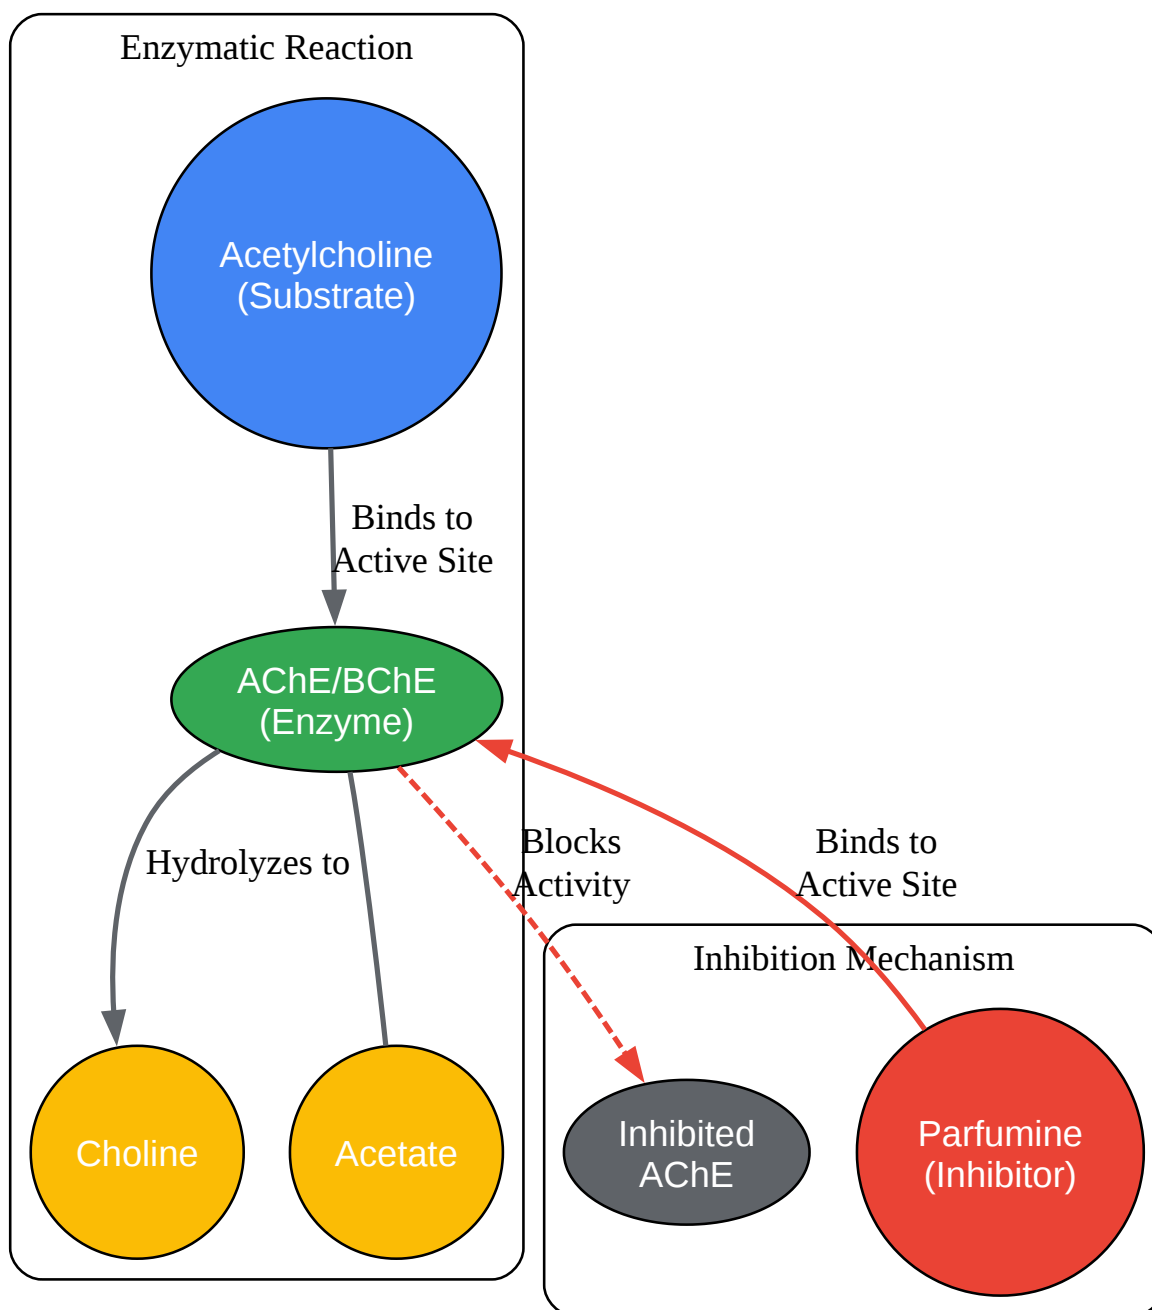 Enzymatic Reaction
Acetylcholine
(Substrate)
Binds to
Active Site
AChE/BChE
(Enzyme)
Hydrolyzes to
Blocks
Activity
Binds to
Active Site
Inhibition Mechanism
Choline
Acetate
Inhibited
AChE
Parfumine
(Inhibitor)